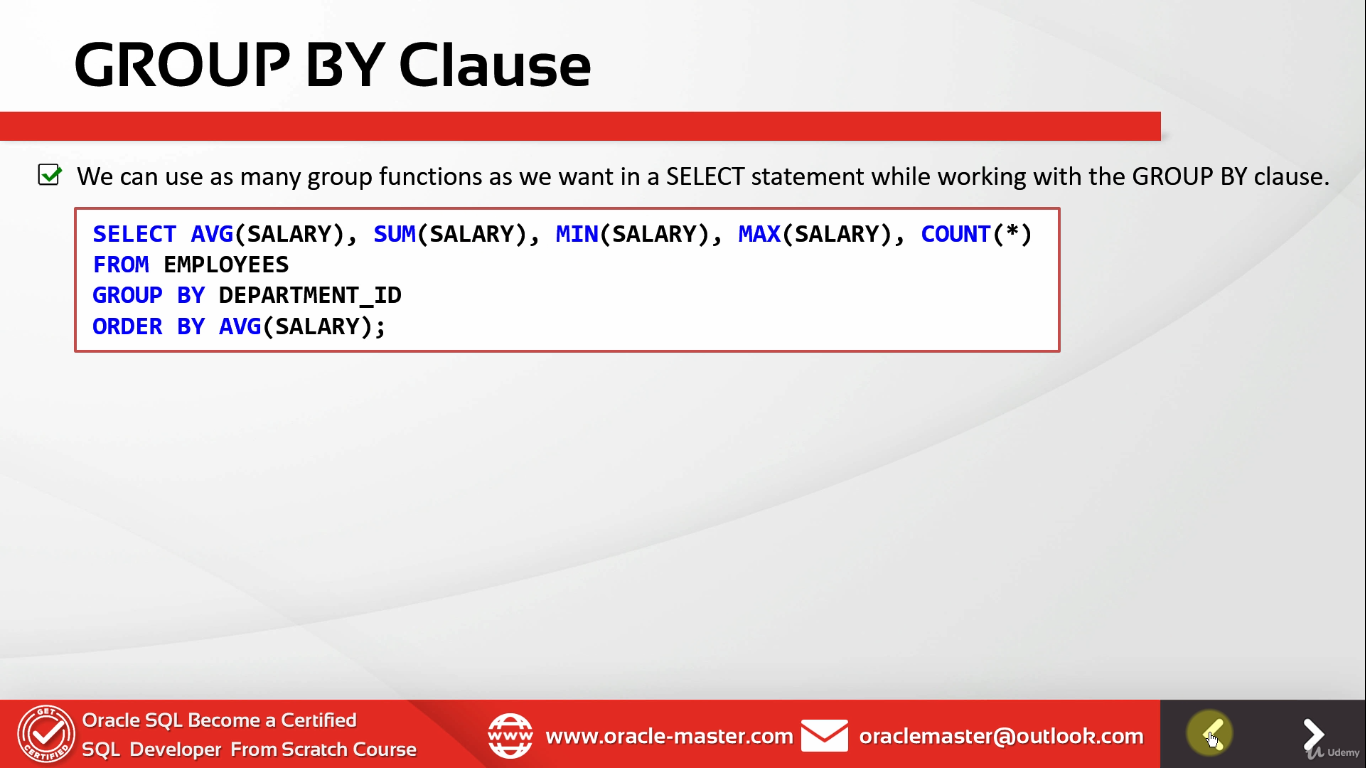 GROUP BY Clause
We can use as many group functions as we want in a SELECT statement while working with the GROUP BY clause.
SELECT AVG(SALARY), SUM(SALARY), MIN(SALARY), MAX(SALARY), COUNT(*)
FROM EMPLOYEES
GROUP BY DEPARTMENT_ID
ORDER BY AVG(SALARY);
GET
CERTIFIED
Oracle SQL Become a Certified
SQL Developer From Scratch Course
WWW
www.oracle-master.com
oraclemaster@outlook.com
Udemy